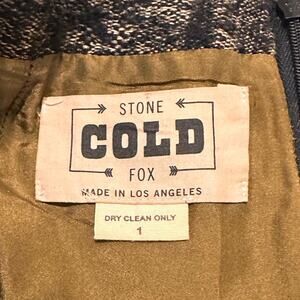 STONE
COLD
FOX
MADE IN LOS ANGELES
DRY CLEAN ONLY
1